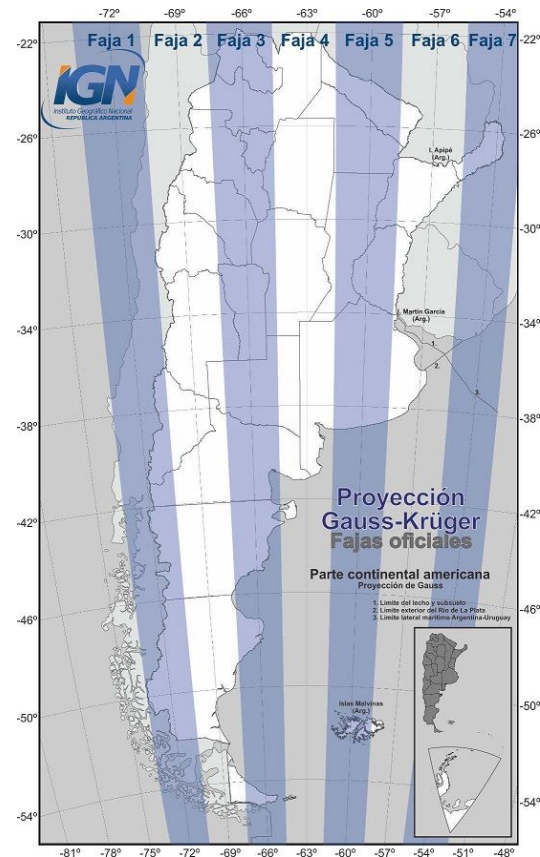 -72° -69° -66° -63° -60° -57° -54°
Faja 1 Faja 2 Faja 3 Faja 4 Faja 5 Faja 6 Faja 7
-22° -22°
IGN
Instituto Geográfico Nacional
REPÚBLICA ARGENTINA
-26° -26°
I. Apipé
(Arg.)
-30° -30°
I. Martín García
(Arg.)
-34° -34°
1.
2.
3.
-38° -38°
Proyección
Gauss-Krüger
Fajas oficiales
-42° -42°
Parte continental americana
Proyección de Gauss
1. Límite del lecho y subsuelo
2. Límite exterior del Río de La Plata
3. Límite lateral marítimo Argentina-Uruguay
-46° -46°
Islas Malvinas
(Arg.)
-50° -50°
-54° -54°
-81° -78° -75° -72° -69° -66° -63° -60° -57° -54° -51° -48°